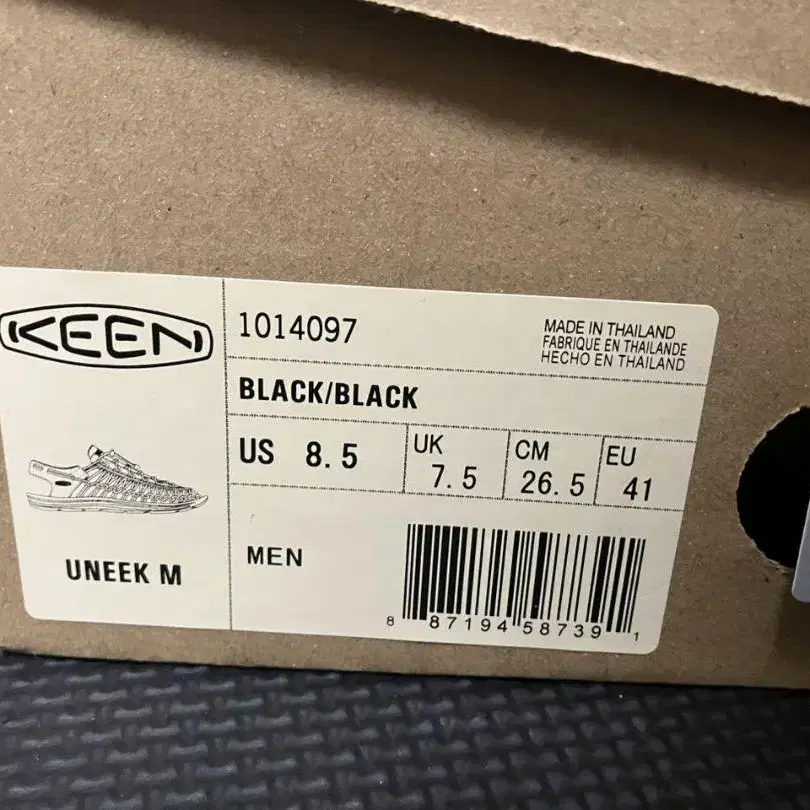 KEEN
1014097
MADE IN THAILAND
FABRIQUE EN THAILANDE
HECHO EN THAILAND
BLACK/BLACK
US 8.5
UK 7.5
CM 26.5
EU 41
UNEEK M
MEN
8 87194 58739 1